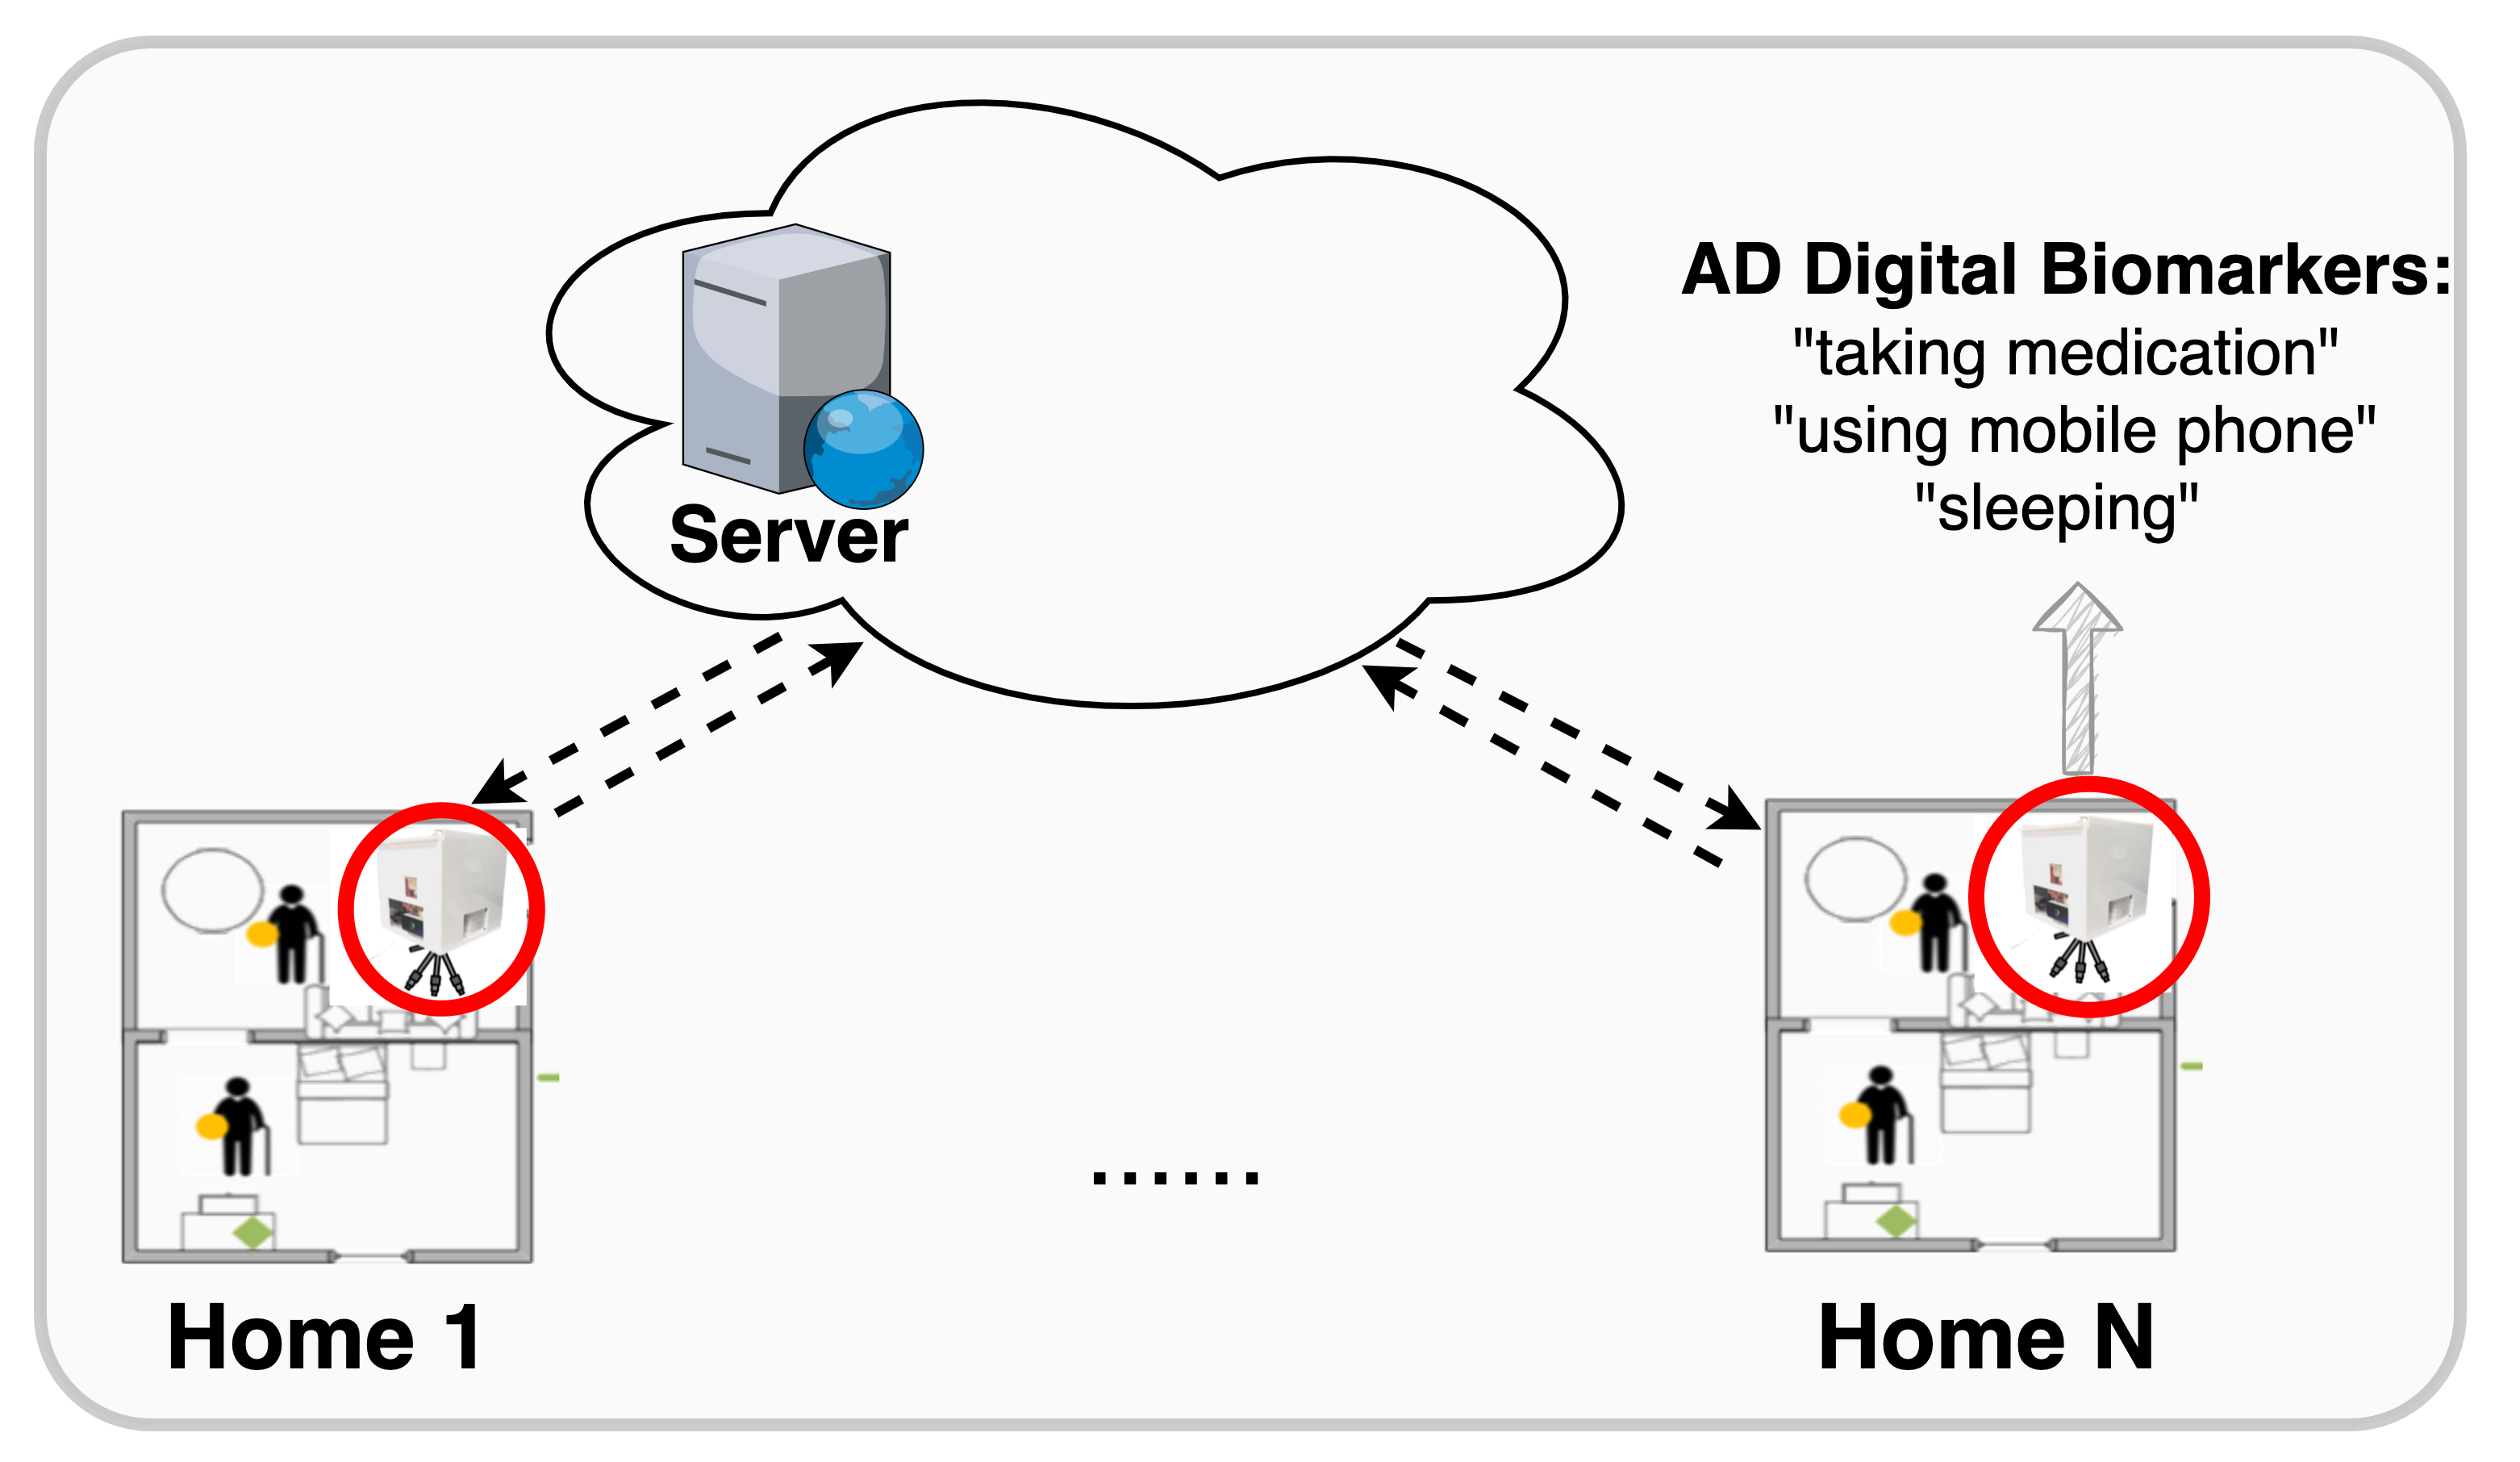 AD Digital Biomarkers:
"taking medication"
"using mobile phone"
"sleeping"
Server
......
Home 1
Home N